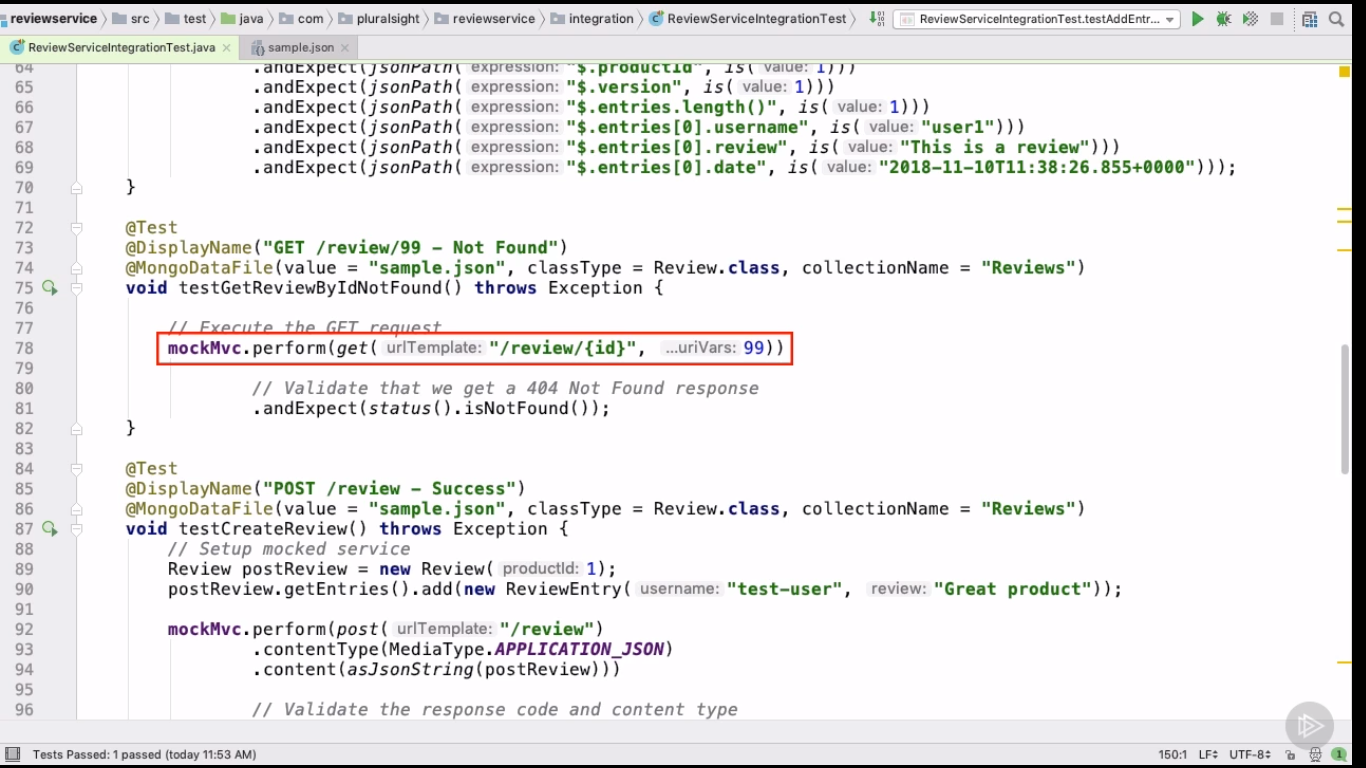 reviewservice src test java com pluralsight reviewservice integration ReviewServiceIntegrationTest ReviewServiceIntegrationTest.testAddEntr...
ReviewServiceIntegrationTest.java sample.json
64 .andExpect(jsonPath( expression: "$.productId", is( value: 1)))
65 .andExpect(jsonPath( expression: "$.version", is( value: 1)))
66 .andExpect(jsonPath( expression: "$.entries.length()", is( value: 1)))
67 .andExpect(jsonPath( expression: "$.entries[0].username", is( value: "user1")))
68 .andExpect(jsonPath( expression: "$.entries[0].review", is( value: "This is a review")))
69 .andExpect(jsonPath( expression: "$.entries[0].date", is( value: "2018-11-10T11:38:26.855+0000")));
70 }
71
72 @Test
73 @DisplayName("GET /review/99 - Not Found")
74 @MongoDataFile(value = "sample.json", classType = Review.class, collectionName = "Reviews")
75 void testGetReviewByIdNotFound() throws Exception {
76
77 // Execute the GET request
78 mockMvc.perform(get( urlTemplate: "/review/{id}", ...uriVars: 99))
79
80 // Validate that we get a 404 Not Found response
81 .andExpect(status().isNotFound());
82 }
83
84 @Test
85 @DisplayName("POST /review - Success")
86 @MongoDataFile(value = "sample.json", classType = Review.class, collectionName = "Reviews")
87 void testCreateReview() throws Exception {
88 // Setup mocked service
89 Review postReview = new Review( productId: 1);
90 postReview.getEntries().add(new ReviewEntry( username: "test-user", review: "Great product"));
91
92 mockMvc.perform(post( urlTemplate: "/review")
93 .contentType(MediaType.APPLICATION_JSON)
94 .content(asJsonString(postReview)))
95
96 // Validate the response code and content type
Tests Passed: 1 passed (today 11:53 AM) 150:1 LF UTF-8 1